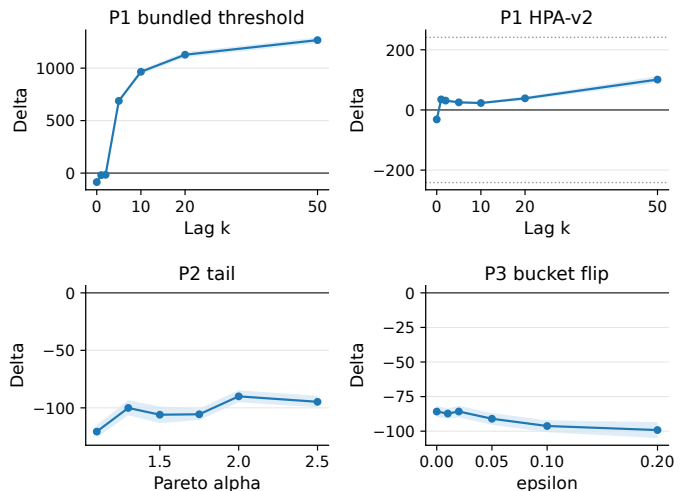 P1 bundled threshold
Delta
1000
500
0
0
10
20
50
Lag k
P1 HPA-v2
Delta
200
0
−200
0
10
20
50
Lag k
P2 tail
Delta
0
−50
−100
1.5
2.0
2.5
Pareto alpha
P3 bucket flip
Delta
0
−25
−50
−75
−100
0.00
0.05
0.10
0.20
epsilon